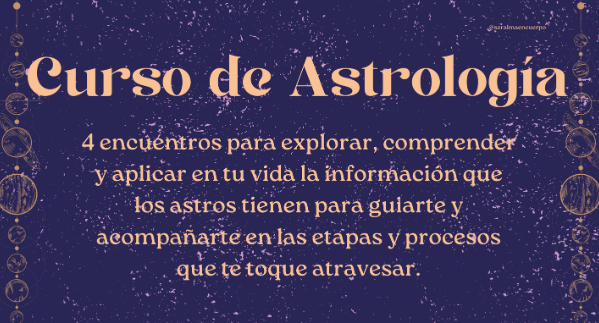 @saralmaencuerpo
Curso de Astrología
4 encuentros para explorar, comprender
y aplicar en tu vida la información que
los astros tienen para guiarte y
acompañarte en las etapas y procesos
que te toque atravesar.